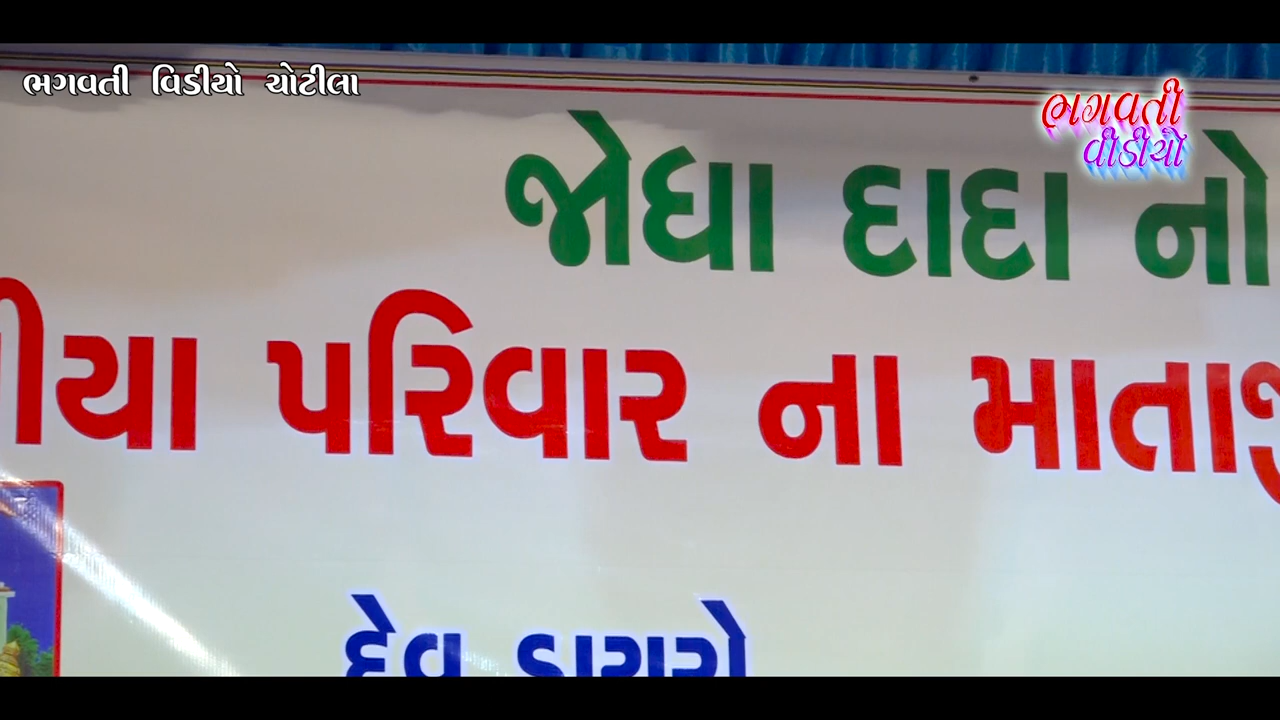 ભગવતી વિડીયો ચોટીલા
ભગવતી
વીડીયો
જોધા દાદા નો
પરિવાર ના માતાજી
દેવ